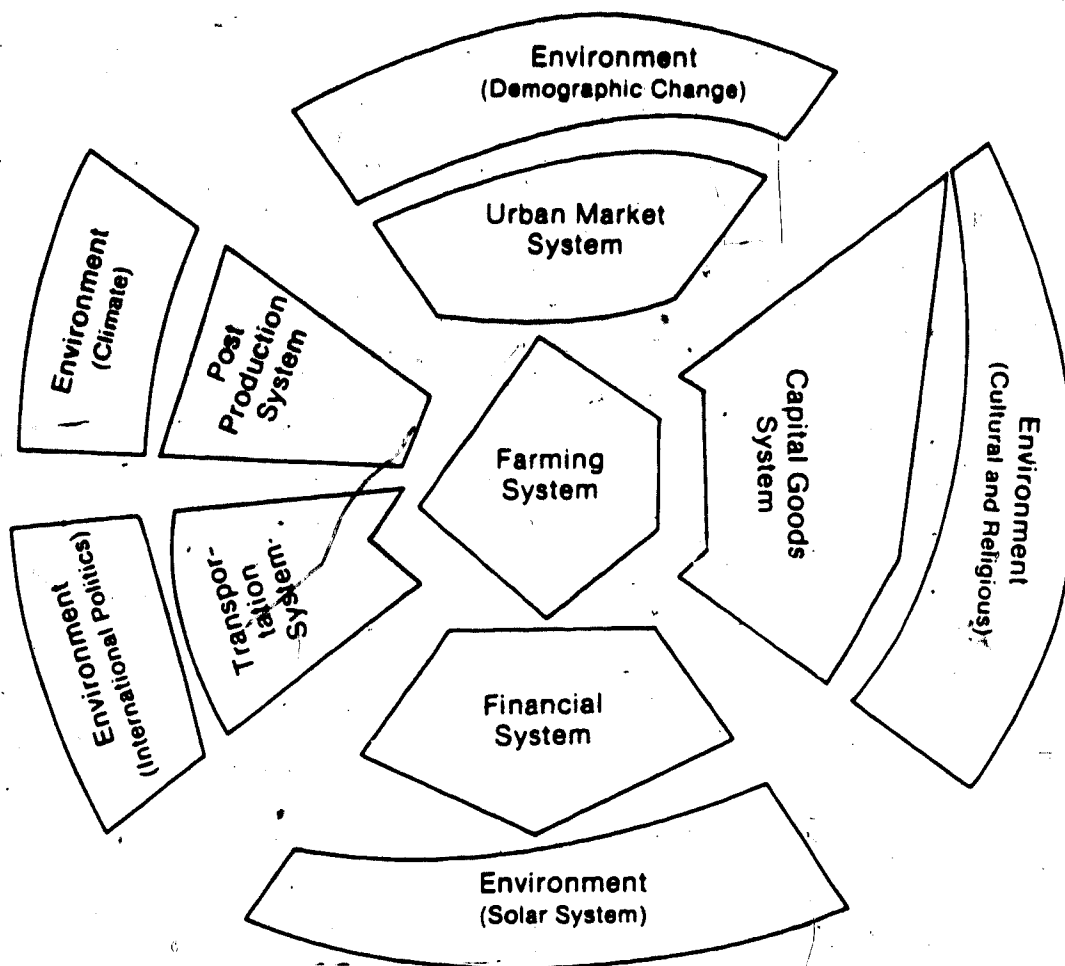 Environment
(Demographic Change)
Urban Market
System
Environment
(Climate)
Post
Production
System
Farming
System
Capital Goods
System
Environment
(Cultural and Religious)
Environment
(International Politics)
Transpor-
tation
System
Financial
System
Environment
(Solar System)